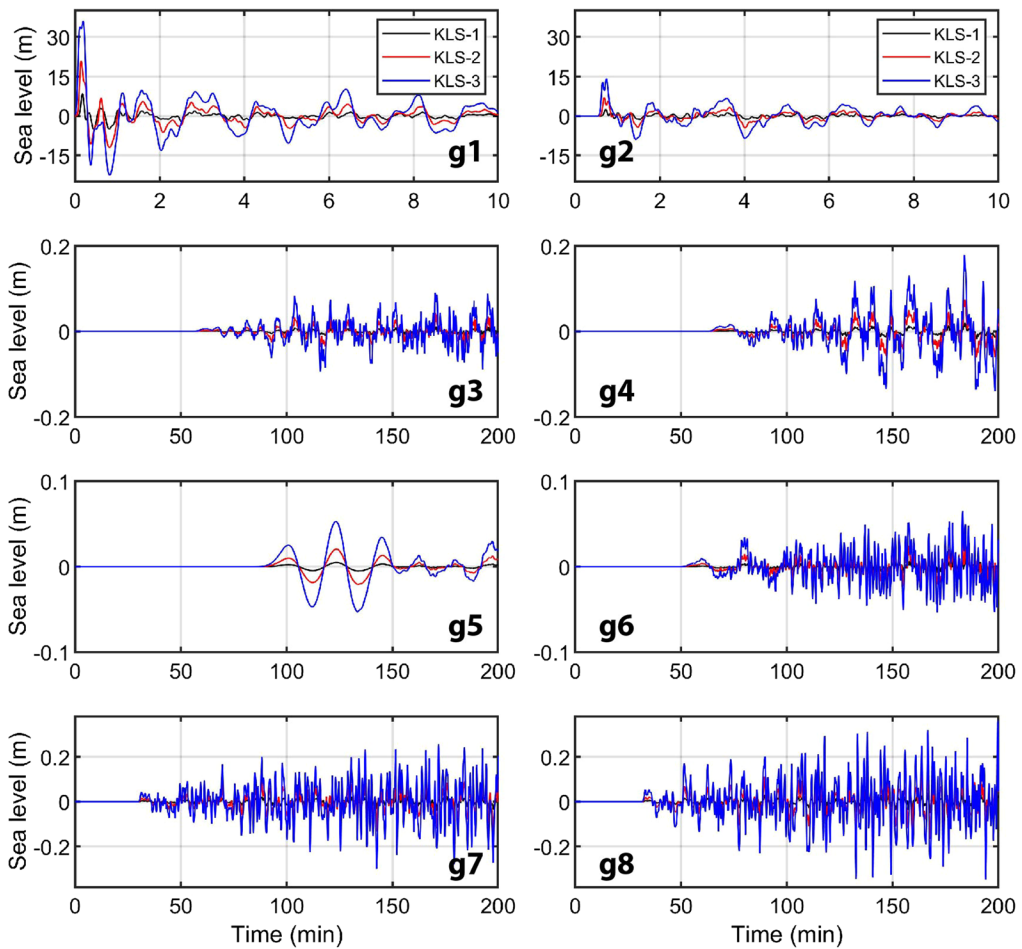 Sea level (m)
30
15
0
-15
KLS-1
KLS-2
KLS-3
g1
0 2 4 6 8 10
30
15
0
-15
KLS-1
KLS-2
KLS-3
g2
0 2 4 6 8 10
Sea level (m)
0.2
0
-0.2
g3
0 50 100 150 200
0.2
0
-0.2
g4
0 50 100 150 200
Sea level (m)
0.1
0
-0.1
g5
0 50 100 150 200
0.1
0
-0.1
g6
0 50 100 150 200
Sea level (m)
0.2
0
-0.2
g7
0 50 100 150 200
Time (min)
0.2
0
-0.2
g8
0 50 100 150 200
Time (min)